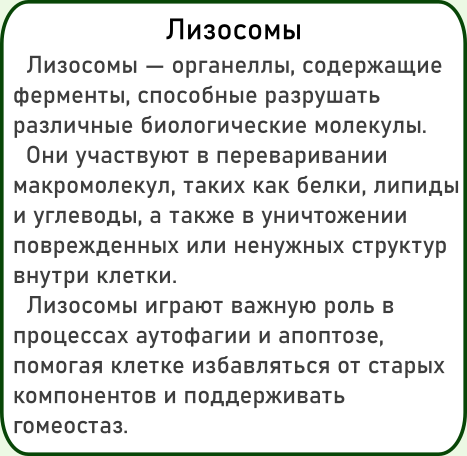 Лизосомы
Лизосомы — органеллы, содержащие
ферменты, способные разрушать
различные биологические молекулы.
Они участвуют в переваривании
макромолекул, таких как белки, липиды
и углеводы, а также в уничтожении
поврежденных или ненужных структур
внутри клетки.
Лизосомы играют важную роль в
процессах аутофагии и апоптозе,
помогая клетке избавляться от старых
компонентов и поддерживать
гомеостаз.